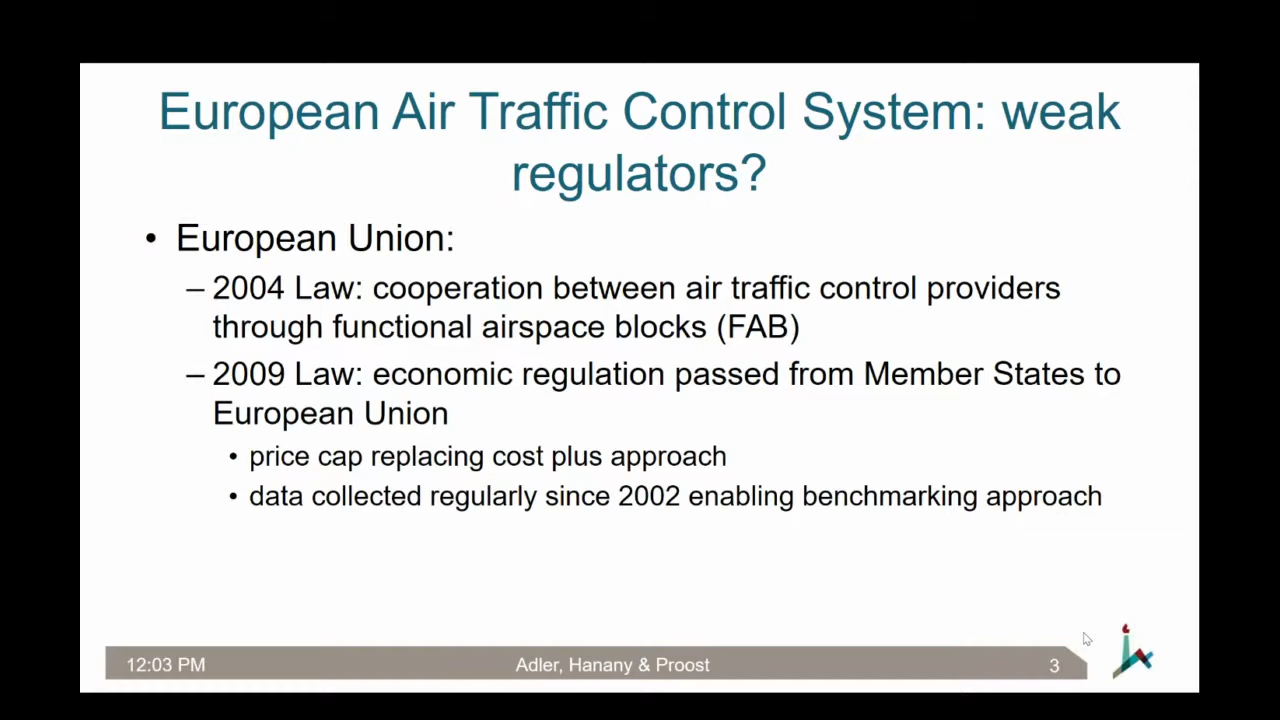 European Air Traffic Control System: weak
regulators?
• European Union:
– 2004 Law: cooperation between air traffic control providers
through functional airspace blocks (FAB)
– 2009 Law: economic regulation passed from Member States to
European Union
• price cap replacing cost plus approach
• data collected regularly since 2002 enabling benchmarking approach
12:03 PM Adler, Hanany & Proost 3